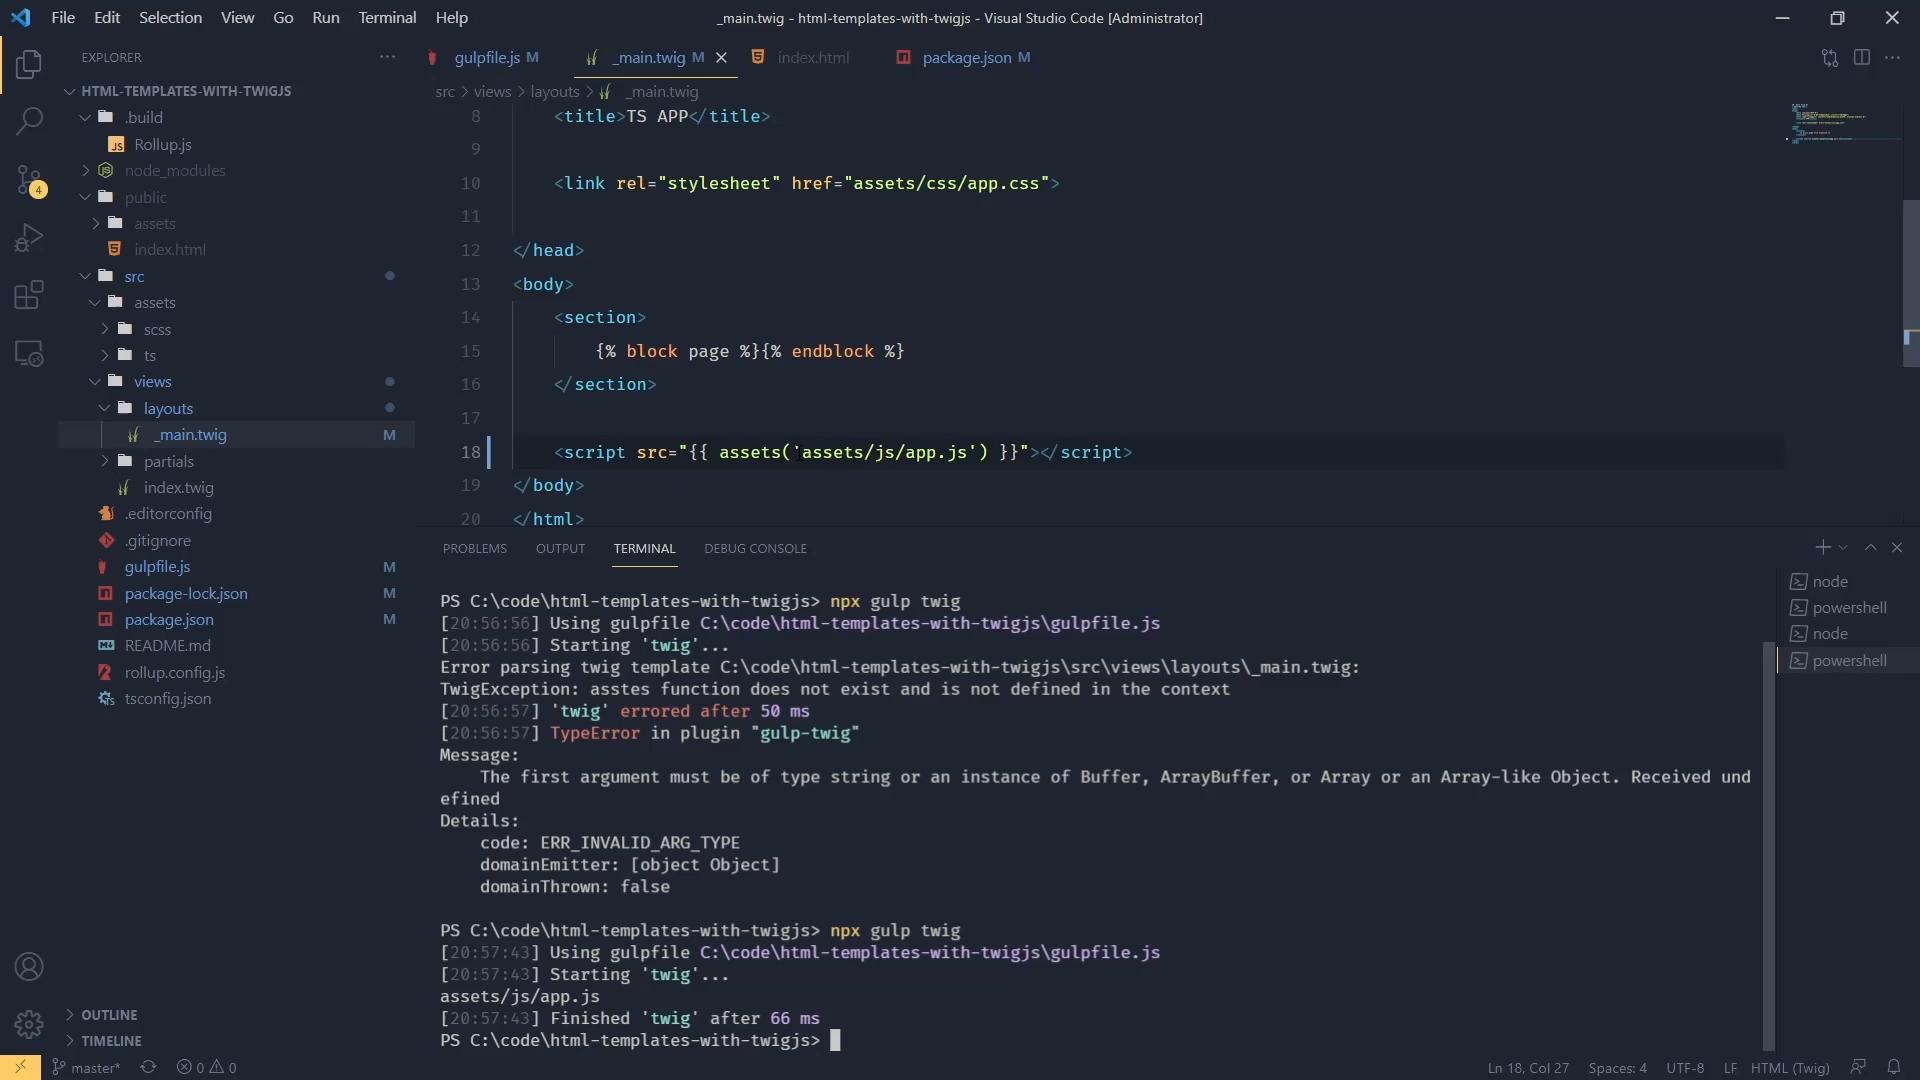 File Edit Selection View Go Run Terminal Help
_main.twig - html-templates-with-twigjs - Visual Studio Code [Administrator]
EXPLORER
gulpfile.js M
_main.twig M
index.html
package.json M
HTML-TEMPLATES-WITH-TWIGJS
.build
Rollup.js
node_modules
public
assets
index.html
src
assets
scss
ts
views
layouts
_main.twig M
partials
index.twig
.editorconfig
.gitignore
gulpfile.js M
package-lock.json M
package.json M
README.md
rollup.config.js
tsconfig.json
OUTLINE
TIMELINE
4
src > views > layouts > _main.twig
8 <title>TS APP</title>
9
10 <link rel="stylesheet" href="assets/css/app.css">
11
12 </head>
13 <body>
14 <section>
15 {% block page %}{% endblock %}
16 </section>
17
18 <script src="{{ assets('assets/js/app.js') }}"></script>
19 </body>
20 </html>
PROBLEMS OUTPUT TERMINAL DEBUG CONSOLE
PS C:\code\html-templates-with-twigjs> npx gulp twig
[20:56:56] Using gulpfile C:\code\html-templates-with-twigjs\gulpfile.js
[20:56:56] Starting 'twig'...
Error parsing twig template C:\code\html-templates-with-twigjs\src\views\layouts\_main.twig:
TwigException: asstes function does not exist and is not defined in the context
[20:56:57] 'twig' errored after 50 ms
[20:56:57] TypeError in plugin "gulp-twig"
Message:
The first argument must be of type string or an instance of Buffer, ArrayBuffer, or Array or an Array-like Object. Received und
efined
Details:
code: ERR_INVALID_ARG_TYPE
domainEmitter: [object Object]
domainThrown: false
PS C:\code\html-templates-with-twigjs> npx gulp twig
[20:57:43] Using gulpfile C:\code\html-templates-with-twigjs\gulpfile.js
[20:57:43] Starting 'twig'...
assets/js/app.js
[20:57:43] Finished 'twig' after 66 ms
PS C:\code\html-templates-with-twigjs>
node
powershell
node
powershell
master* 0 0
Ln 18, Col 27 Spaces: 4 UTF-8 LF HTML (Twig)